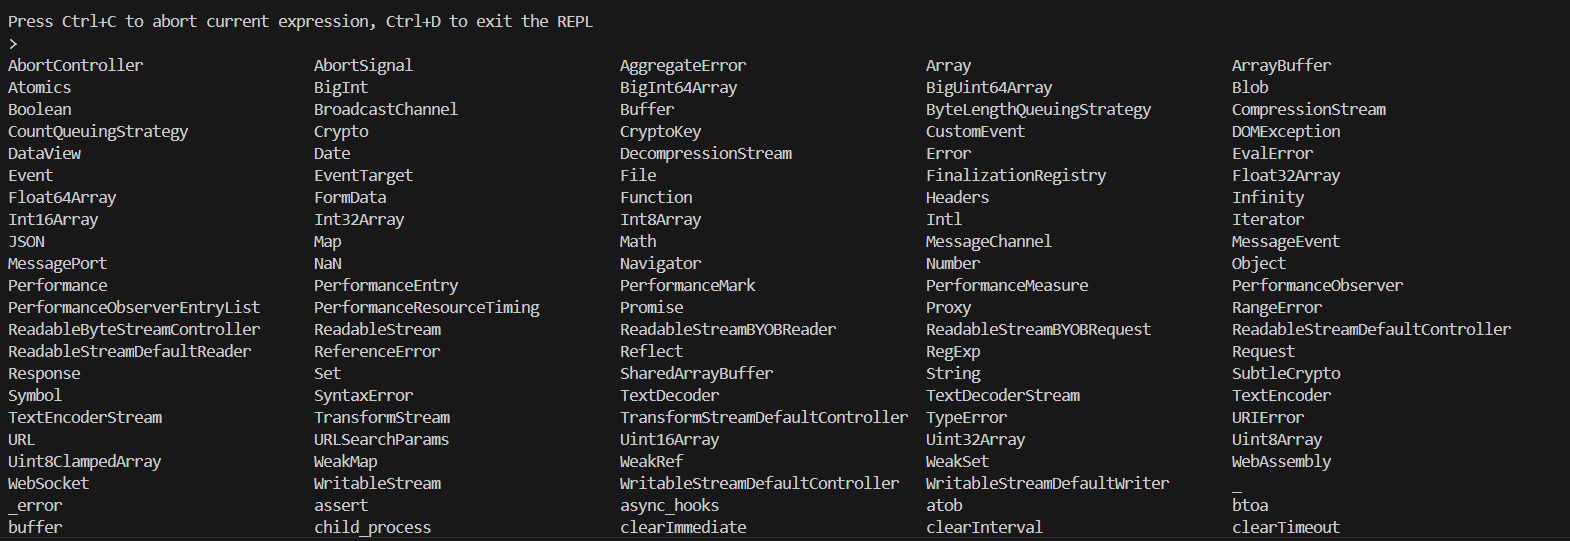 Press Ctrl+C to abort current expression, Ctrl+D to exit the REPL
>
AbortController AbortSignal AggregateError Array ArrayBuffer
Atomics BigInt BigInt64Array BigUint64Array Blob
Boolean BroadcastChannel Buffer ByteLengthQueuingStrategy CompressionStream
CountQueuingStrategy Crypto CryptoKey CustomEvent DOMException
DataView Date DecompressionStream Error EvalError
Event EventTarget File FinalizationRegistry Float32Array
Float64Array FormData Function Headers Infinity
Int16Array Int32Array Int8Array Intl Iterator
JSON Map Math MessageChannel MessageEvent
MessagePort NaN Navigator Number Object
Performance PerformanceEntry PerformanceMark PerformanceMeasure PerformanceObserver
PerformanceObserverEntryList PerformanceResourceTiming Promise Proxy RangeError
ReadableByteStreamController ReadableStream ReadableStreamBYOBReader ReadableStreamBYOBRequest ReadableStreamDefaultController
ReadableStreamDefaultReader ReferenceError Reflect RegExp Request
Response Set SharedArrayBuffer String SubtleCrypto
Symbol SyntaxError TextDecoder TextDecoderStream TextEncoder
TextEncoderStream TransformStream TransformStreamDefaultController TypeError URIError
URL URLSearchParams Uint16Array Uint32Array Uint8Array
Uint8ClampedArray WeakMap WeakRef WeakSet WebAssembly
WebSocket WritableStream WritableStreamDefaultController WritableStreamDefaultWriter _
_error assert async_hooks atob btoa
buffer child_process clearImmediate clearInterval clearTimeout